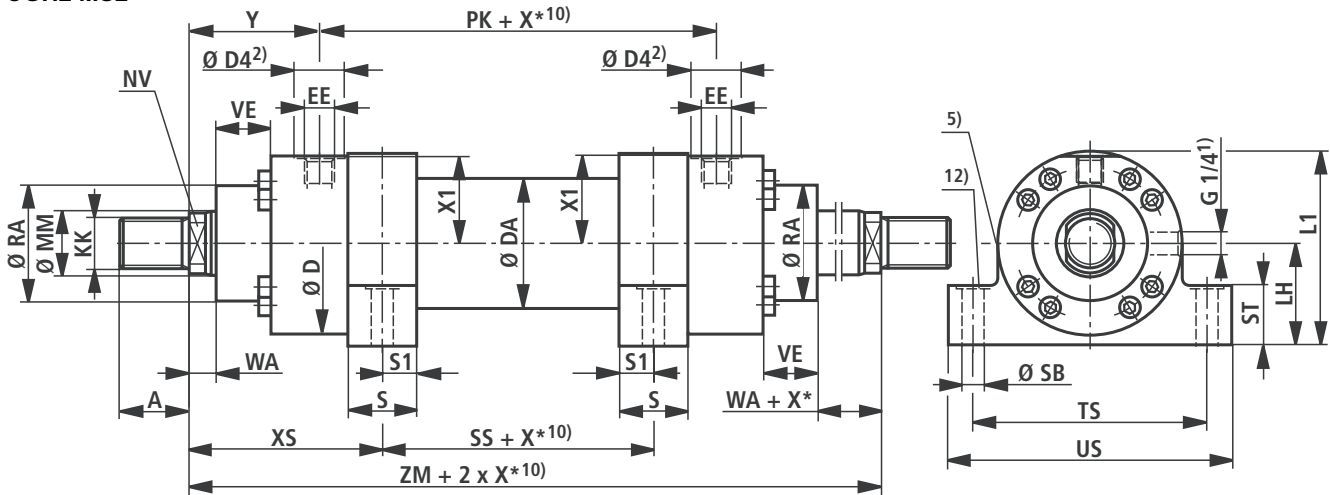 Y
PK + X*10)
Ø D42)
Ø D42)
NV
EE
EE
VE
5)
12)
G 1/41)
X1
X1
L1
Ø RA
Ø MM
KK
Ø D
Ø DA
Ø RA
ST
LH
WA
S1
S1
VE
Ø SB
A
S
S
WA + X*
TS
XS
SS + X*10)
US
ZM + 2 x X*10)